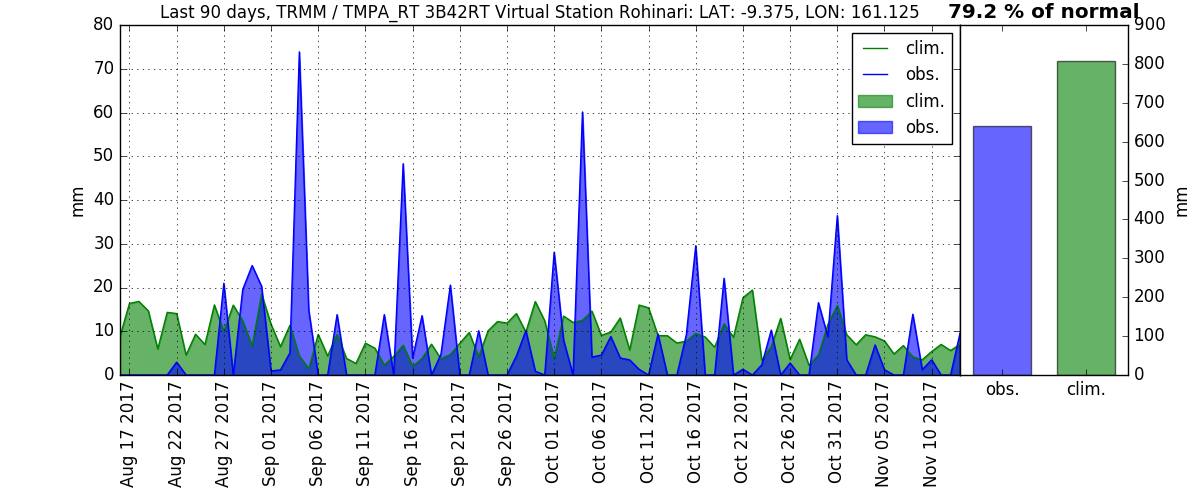 Last 90 days, TRMM / TMPA_RT 3B42RT Virtual Station Rohinari: LAT: -9.375, LON: 161.125
79.2 % of normal
80
70
60
50
40
30
20
10
0
mm
clim.
obs.
clim.
obs.
900
800
700
600
500
400
300
200
100
0
mm
Aug 17 2017
Aug 22 2017
Aug 27 2017
Sep 01 2017
Sep 06 2017
Sep 11 2017
Sep 16 2017
Sep 21 2017
Sep 26 2017
Oct 01 2017
Oct 06 2017
Oct 11 2017
Oct 16 2017
Oct 21 2017
Oct 26 2017
Oct 31 2017
Nov 05 2017
Nov 10 2017
obs.
clim.